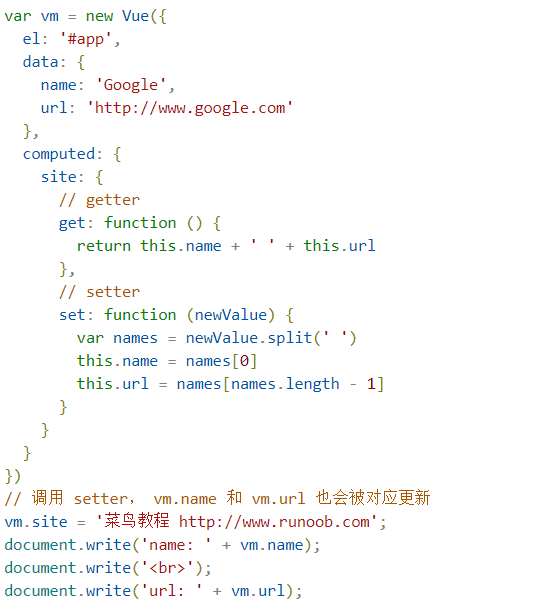 var vm = new Vue({
  el: '#app',
  data: {
    name: 'Google',
    url: 'http://www.google.com'
  },
  computed: {
    site: {
      // getter
      get: function () {
        return this.name + ' ' + this.url
      },
      // setter
      set: function (newValue) {
        var names = newValue.split(' ')
        this.name = names[0]
        this.url = names[names.length - 1]
      }
    }
  }
})
// 调用 setter， vm.name 和 vm.url 也会被对应更新
vm.site = '菜鸟教程 http://www.runoob.com';
document.write('name: ' + vm.name);
document.write('<br>');
document.write('url: ' + vm.url);